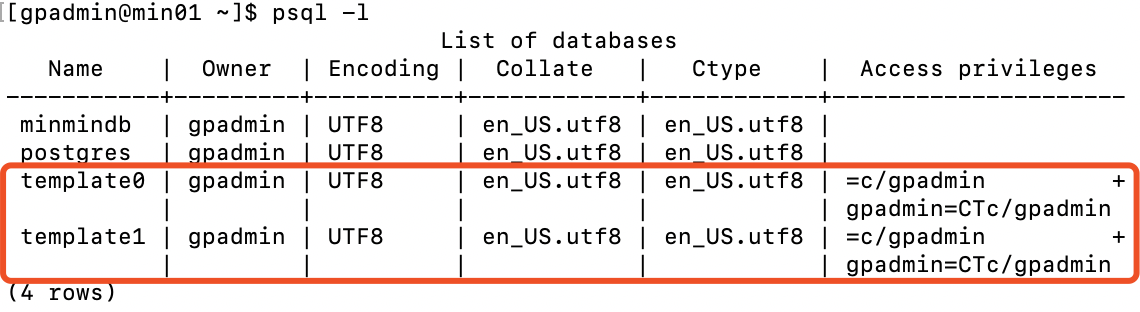 [[gpadmin@min01 ~]$ psql -l
                               List of databases
   Name    |  Owner  | Encoding |  Collate   |   Ctype    |  Access privileges
-----------+---------+----------+------------+------------+---------------------
 minmindb  | gpadmin | UTF8     | en_US.utf8 | en_US.utf8 |
 postgres  | gpadmin | UTF8     | en_US.utf8 | en_US.utf8 |
 template0 | gpadmin | UTF8     | en_US.utf8 | en_US.utf8 | =c/gpadmin         +
           |         |          |            |            | gpadmin=CTc/gpadmin
 template1 | gpadmin | UTF8     | en_US.utf8 | en_US.utf8 | =c/gpadmin         +
           |         |          |            |            | gpadmin=CTc/gpadmin
(4 rows)